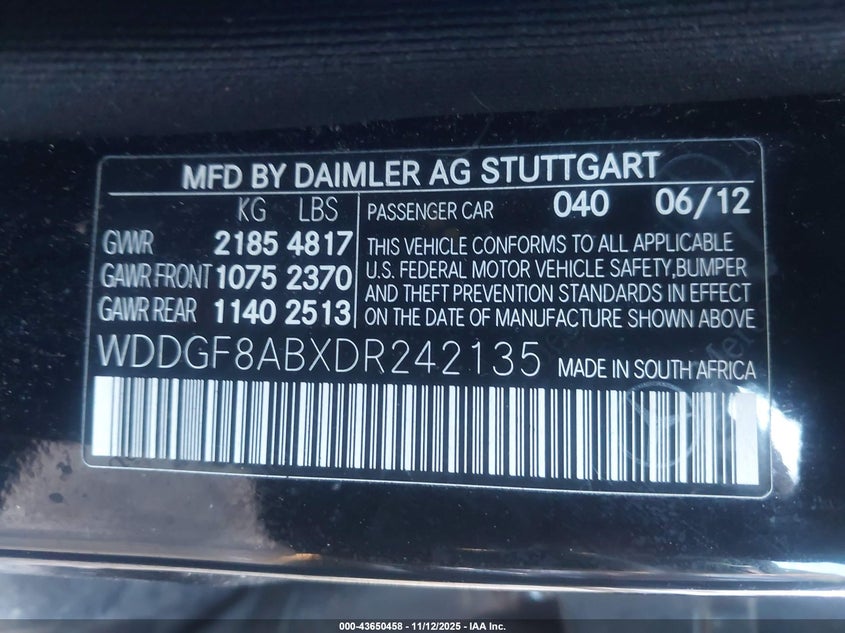 MFD BY DAIMLER AG STUTTGART
KG LBS
GVWR 2185 4817
GAWR FRONT 1075 2370
GAWR REAR 1140 2513
PASSENGER CAR 040 06/12
THIS VEHICLE CONFORMS TO ALL APPLICABLE
U.S. FEDERAL MOTOR VEHICLE SAFETY,BUMPER
AND THEFT PREVENTION STANDARDS IN EFFECT
ON THE DATE OF MANUFACTURE SHOWN ABOVE
WDDGF8ABXDR242135 MADE IN SOUTH AFRICA
000-43650458 - 11/12/2025 - IAA Inc.